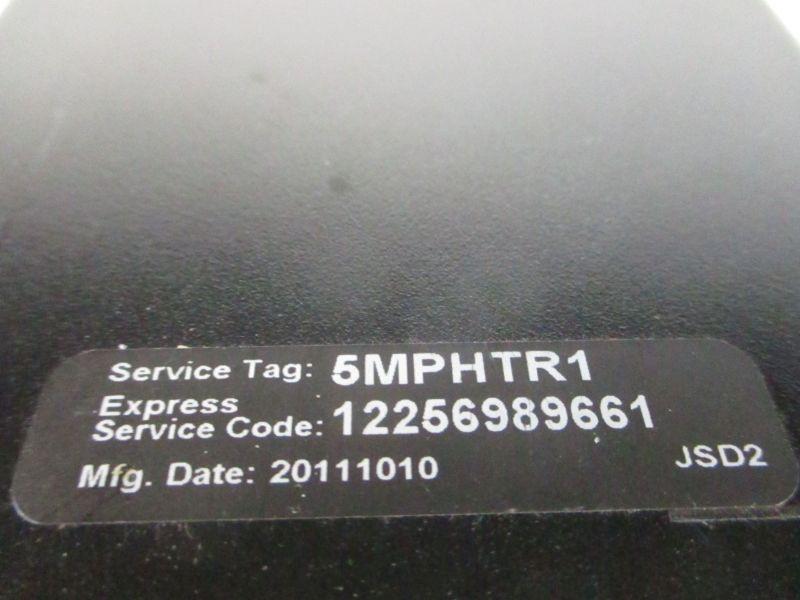 Service Tag: 5MPHTR1
Express
Service Code: 12256989661
Mfg. Date: 20111010
JSD2